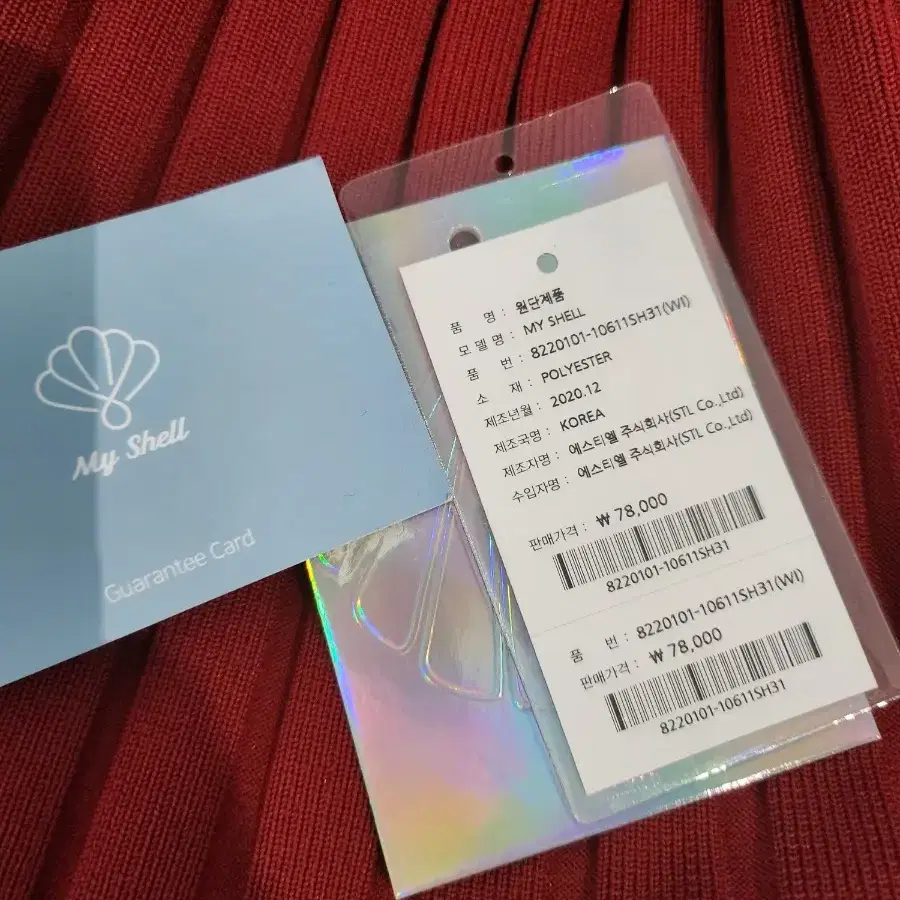 My Shell
Guarantee Card
품 명 : 원단제품
모 델 명 : MY SHELL
품 번 : 8220101-10611SH31(WI)
소 재 : POLYESTER
제조년월 : 2020.12
제조국명 : KOREA
제조자명 : 에스티엘 주식회사(STL Co.,Ltd)
수입자명 : 에스티엘 주식회사(STL Co.,Ltd)
판매가격 : ₩ 78,000
8220101-10611SH31
품 번 : 8220101-10611SH31(WI)
판매가격 : ₩ 78,000
8220101-10611SH31